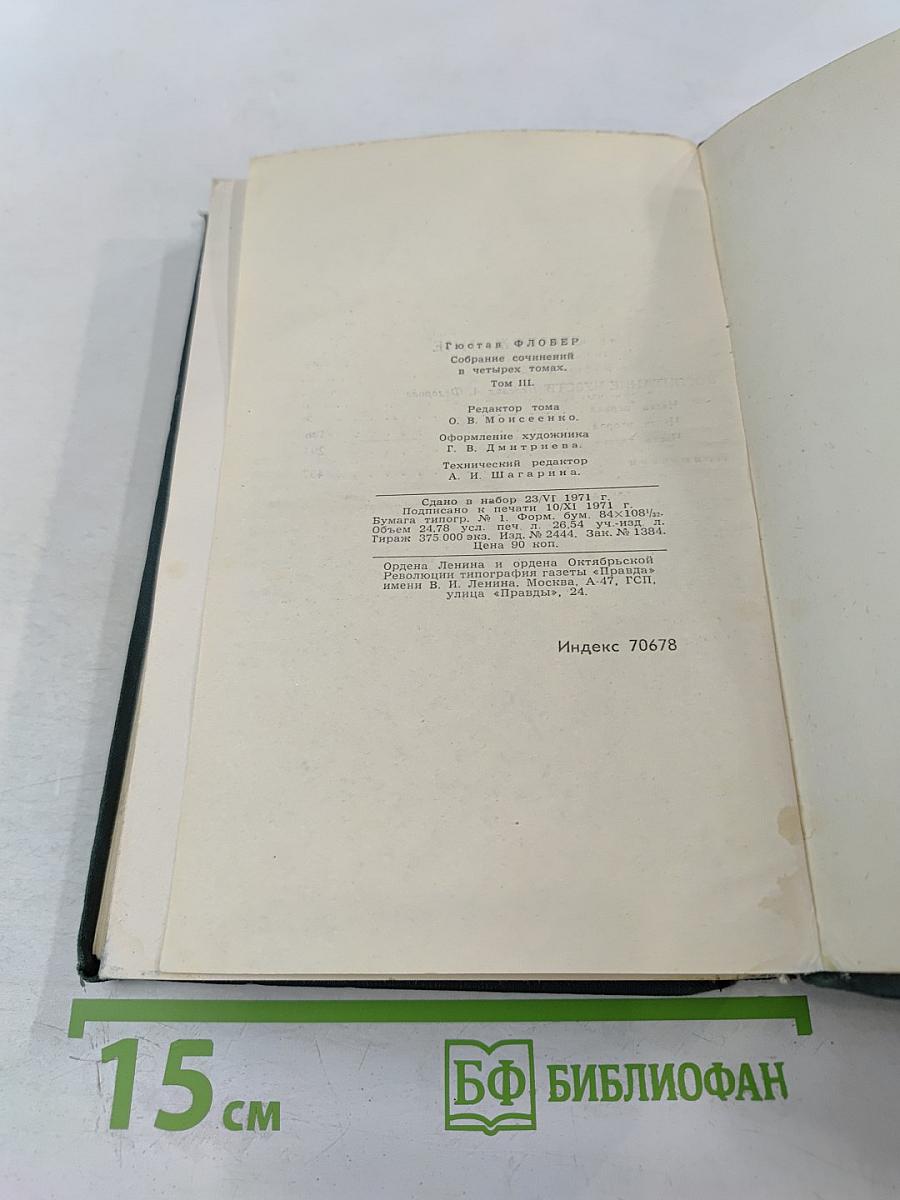 Гюстав ФЛОБЕР
Собрание сочинений
в четырех томах.
Том III.
Редактор тома
О. В. Моисеенко.
Оформление художника
Г. В. Дмитриева.
Технический редактор
А. И. Шагарина.
Сдано в набор 23/VI 1971 г.
Подписано к печати 10/XI 1971 г.
Бумага типогр. № 1. Форм. бум. 84×108¹/₃₂.
Объем 24,78 усл. печ. л. 26,54 уч.-изд. л.
Тираж 375 000 экз. Изд. № 2444. Зак. № 1384.
Цена 90 коп.
Ордена Ленина и ордена Октябрьской
Революции типография газеты «Правда»
имени В. И. Ленина. Москва, А-47, ГСП,
улица «Правды», 24.
Индекс 70678
15 см
БФ БИБЛИОФАН